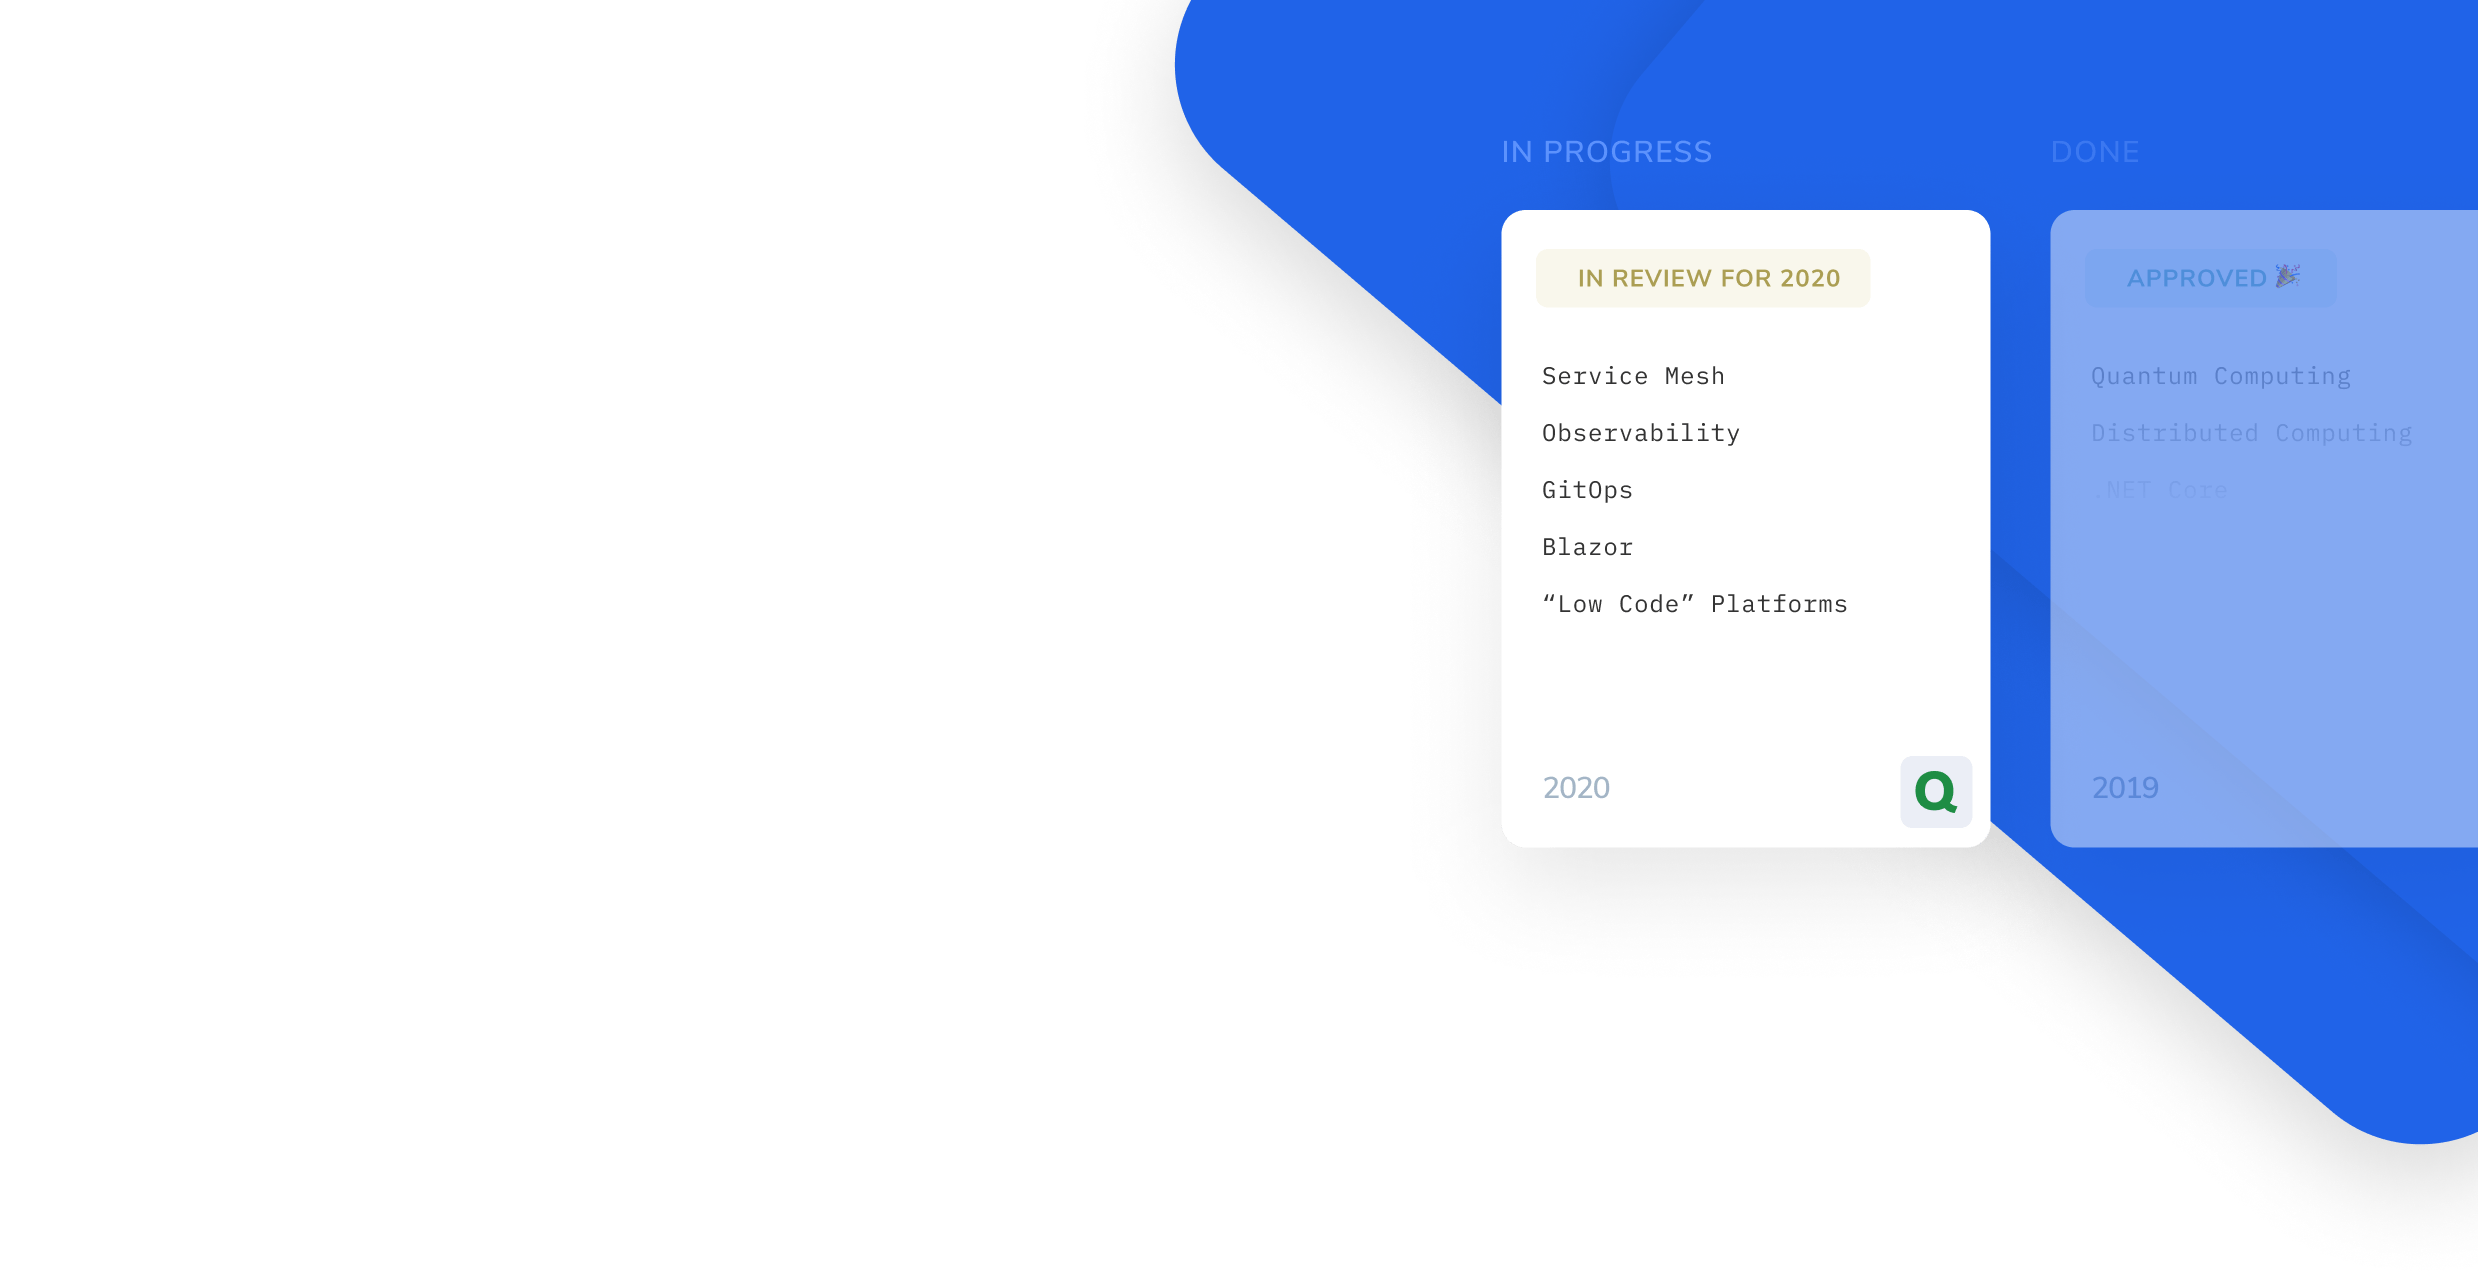 IN PROGRESS
IN REVIEW FOR 2020
Service Mesh
Observability
GitOps
Blazor
“Low Code” Platforms
2020
Q
DONE
APPROVED 🎉
Quantum Computing
Distributed Computing
.NET Core
2019